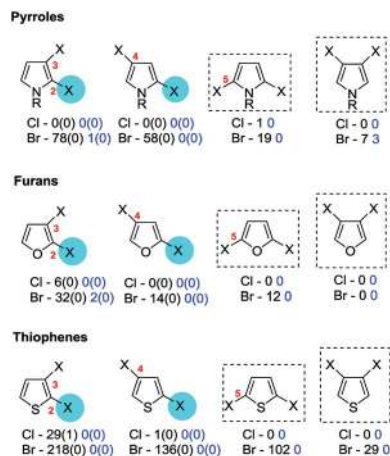 Pyrroles
X X
3 4
2 X X 5 X X X X
N R N R N R N R
Cl - 0(0) 0(0) Cl - 0(0) 0(0) Cl - 1 0 Cl - 0 0
Br - 78(0) 1(0) Br - 58(0) 0(0) Br - 19 0 Br - 7 3
Furans
X X X X
3 4 5
O 2 X O X X O X O
Cl - 6(0) 0(0) Cl - 0(0) 0(0) Cl - 0 0 Cl - 0 0
Br - 32(0) 2(0) Br - 14(0) 0(0) Br - 12 0 Br - 0 0
Thiophenes
X X X X
3 4 5
S 2 X S X X S X S
Cl - 29(1) 0(0) Cl - 1(0) 0(0) Cl - 0 0 Cl - 0 0
Br - 218(0) 0(0) Br - 136(0) 0(0) Br - 102 0 Br - 29 0